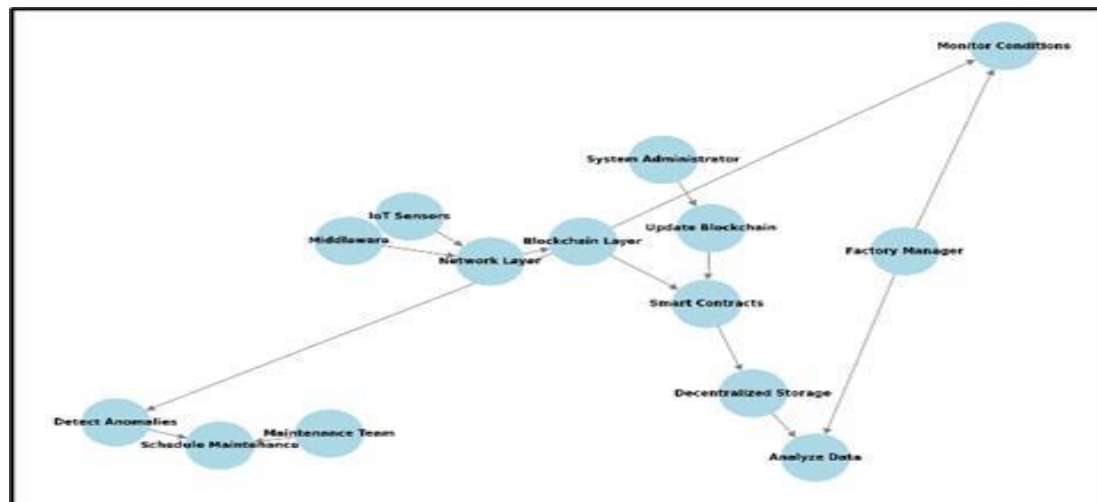 Monitor Conditions
System Administrator
IoT Sensors
Update Blockchain
Middleware
Blockchain Layer
Factory Manager
Network Layer
Smart Contracts
Decentralized Storage
Detect Anomalies
Maintenance Team
Schedule Maintenance
Analyze Data